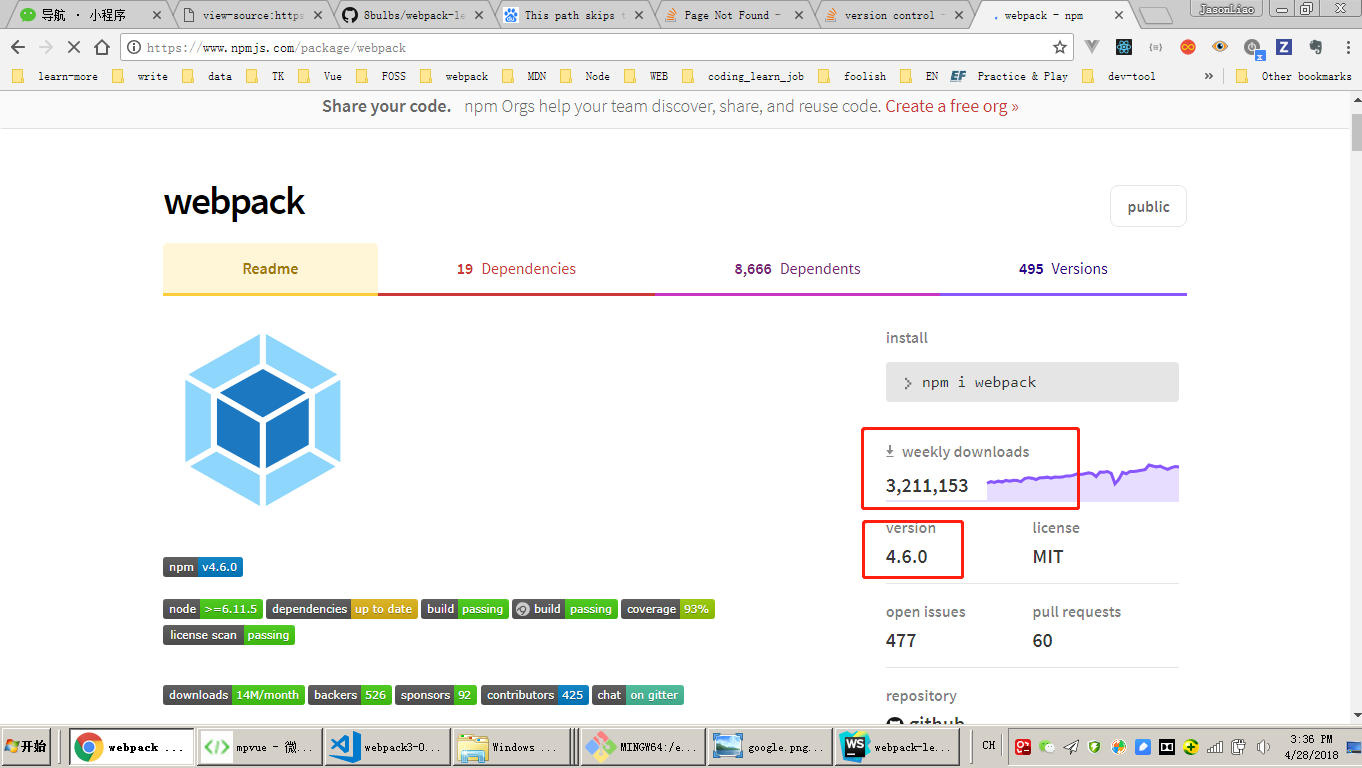 导航 · 小程序
view-source:https
8bulbs/webpack-le
This path skips t
Page Not Found -
version control -
webpack - npm
JasonLiao
https://www.npmjs.com/package/webpack
learn-more write data TK Vue FOSS webpack MDN Node WEB coding_learn_job foolish EN EF Practice & Play dev-tool » Other bookmarks
Share your code. npm Orgs help your team discover, share, and reuse code. Create a free org »
webpack
public
Readme
19 Dependencies
8,666 Dependents
495 Versions
install
npm i webpack
weekly downloads
3,211,153
version
4.6.0
license
MIT
npm v4.6.0
node >=6.11.5 dependencies up to date build passing build passing coverage 93%
license scan passing
open issues
477
pull requests
60
downloads 14M/month backers 526 sponsors 92 contributors 425 chat on gitter
repository
github
开始
webpack ...
mpvue - 微...
webpack3-0...
Windows ...
MINGW64:/e...
google.png...
WS webpack-le...
CH
3:36 PM
4/28/2018